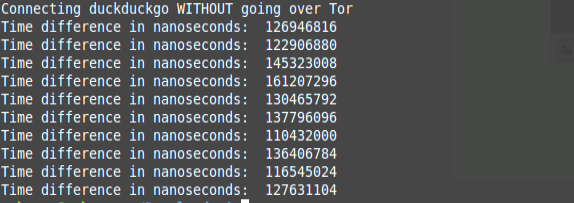 Connecting duckduckgo WITHOUT going over Tor
Time difference in nanoseconds:  126946816
Time difference in nanoseconds:  122906880
Time difference in nanoseconds:  145323008
Time difference in nanoseconds:  161207296
Time difference in nanoseconds:  130465792
Time difference in nanoseconds:  137796096
Time difference in nanoseconds:  110432000
Time difference in nanoseconds:  136406784
Time difference in nanoseconds:  116545024
Time difference in nanoseconds:  127631104